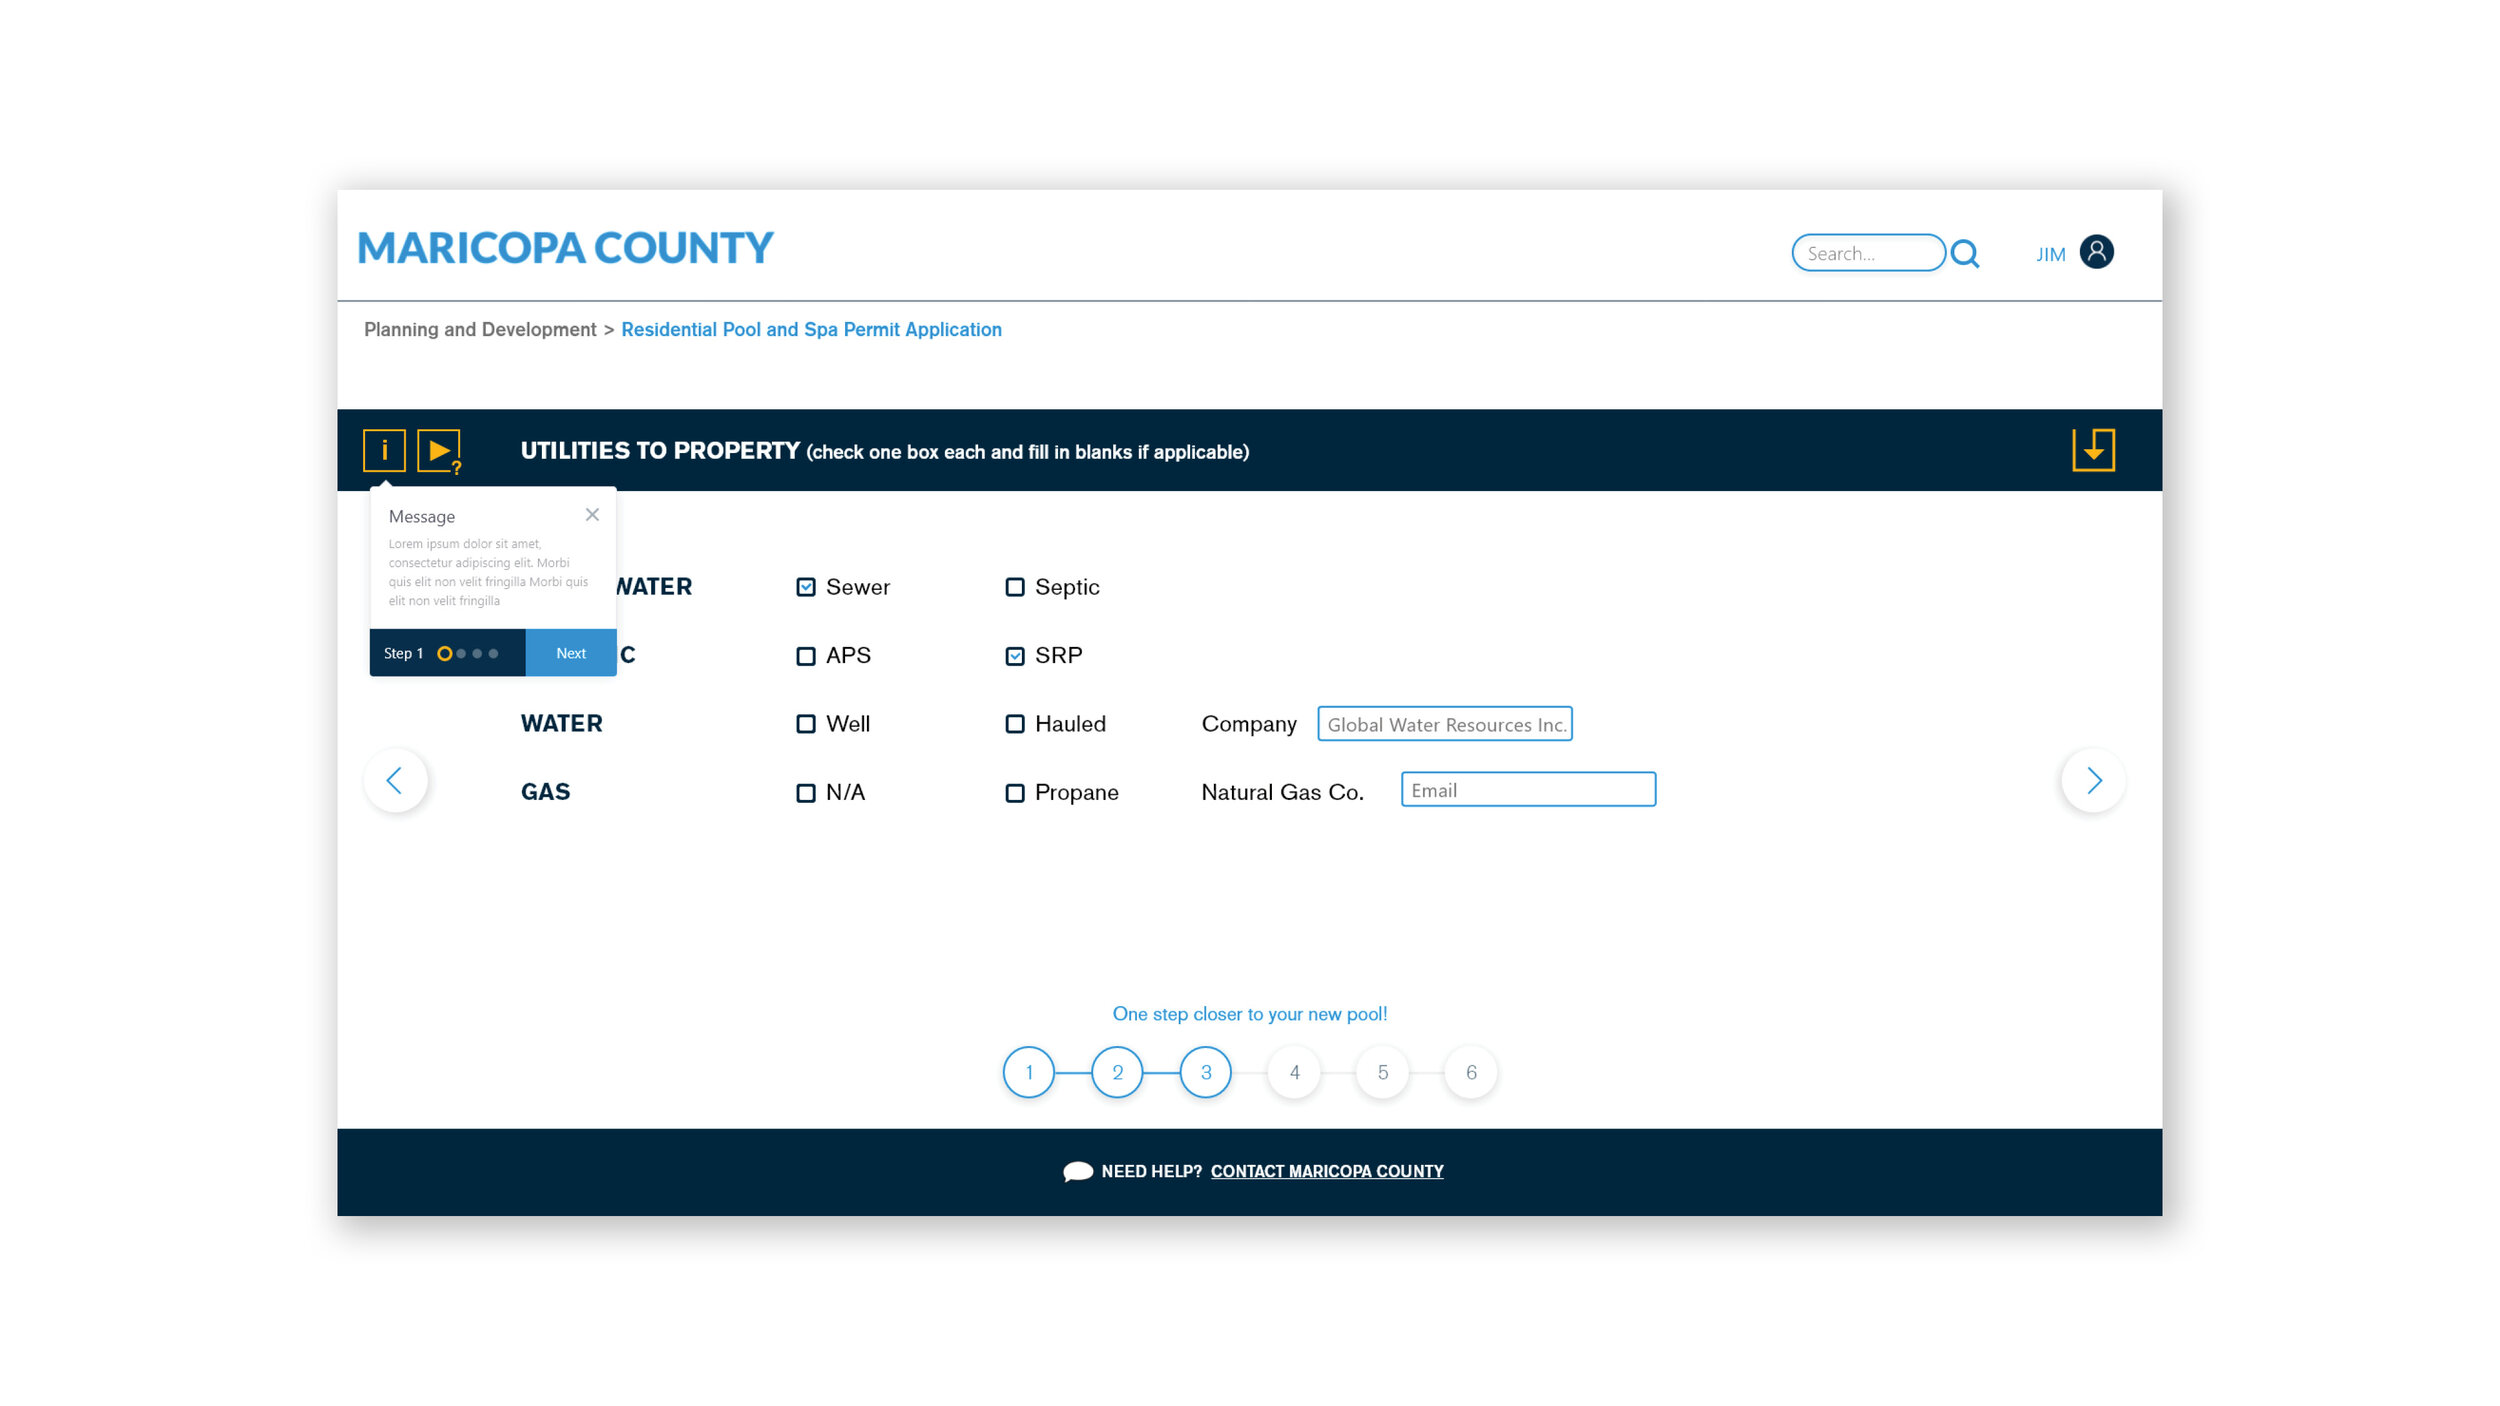 MARICOPA COUNTY
Search...
JIM
Planning and Development > Residential Pool and Spa Permit Application
i
?
UTILITIES TO PROPERTY (check one box each and fill in blanks if applicable)
Message
Lorem ipsum dolor sit amet,
consectetur adipiscing elit. Morbi
quis elit non velit fringilla Morbi quis
elit non velit fringilla
Step 1
Next
WATER Sewer Septic
C APS SRP
WATER Well Hauled Company Global Water Resources Inc.
GAS N/A Propane Natural Gas Co. Email
One step closer to your new pool!
1 2 3 4 5 6
NEED HELP? CONTACT MARICOPA COUNTY